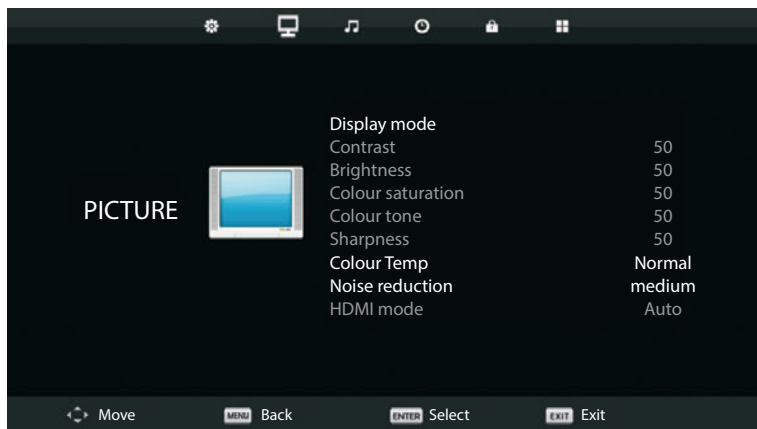 Display mode
Contrast 50
Brightness 50
Colour saturation 50
PICTURE
Colour tone 50
Sharpness 50
Colour Temp Normal
Noise reduction medium
HDMI mode Auto
Move MENU Back ENTER Select EXIT Exit